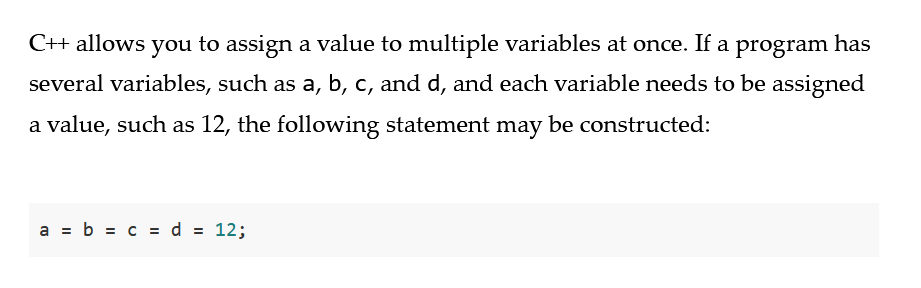 C++ allows you to assign a value to multiple variables at once. If a program has
several variables, such as a, b, c, and d, and each variable needs to be assigned
a value, such as 12, the following statement may be constructed:
a = b = c = d = 12;